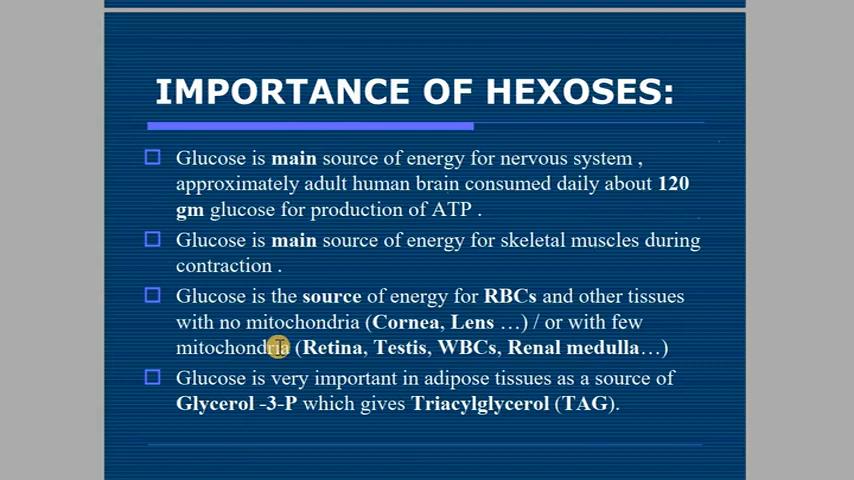 IMPORTANCE OF HEXOSES:
Glucose is main source of energy for nervous system ,
approximately adult human brain consumed daily about 120
gm glucose for production of ATP .
Glucose is main source of energy for skeletal muscles during
contraction .
Glucose is the source of energy for RBCs and other tissues
with no mitochondria (Cornea, Lens …) / or with few
mitochondria (Retina, Testis, WBCs, Renal medulla…)
Glucose is very important in adipose tissues as a source of
Glycerol -3-P which gives Triacylglycerol (TAG).